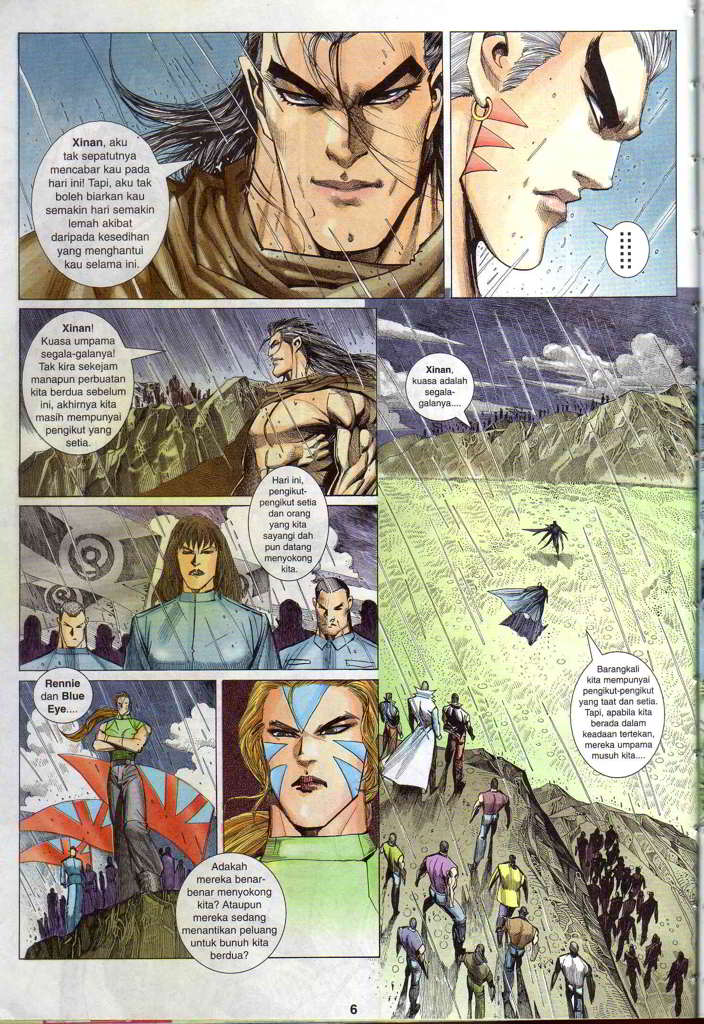 Xinan, aku
tak sepatutnya
mencabar kau pada
hari ini! Tapi, aku tak
boleh biarkan kau
semakin hari semakin
lemah akibat
daripada kesedihan
yang menghantui
kau selama ini.
Xinan!
Kuasa umpama
segala-galanya!
Tak kira sekejam
manapun perbuatan
kita berdua sebelum
ini, akhirnya kita
masih mempunyai
pengikut yang
setia.
Hari ini,
pengikut-
pengikut setia
dan orang
yang kita
sayangi dah
pun datang
menyokong
kita.
Rennie
dan Blue
Eye....
Adakah
mereka benar-
benar menyokong
kita? Ataupun
mereka sedang
menantikan peluang
untuk bunuh kita
berdua?
Xinan,
kuasa adalah
segala-
galanya....
Barangkali
kita mempunyai
pengikut-pengikut
yang taat dan setia.
Tapi, apabila kita
berada dalam
keadaan tertekan,
mereka umpama
musuh kita....
6